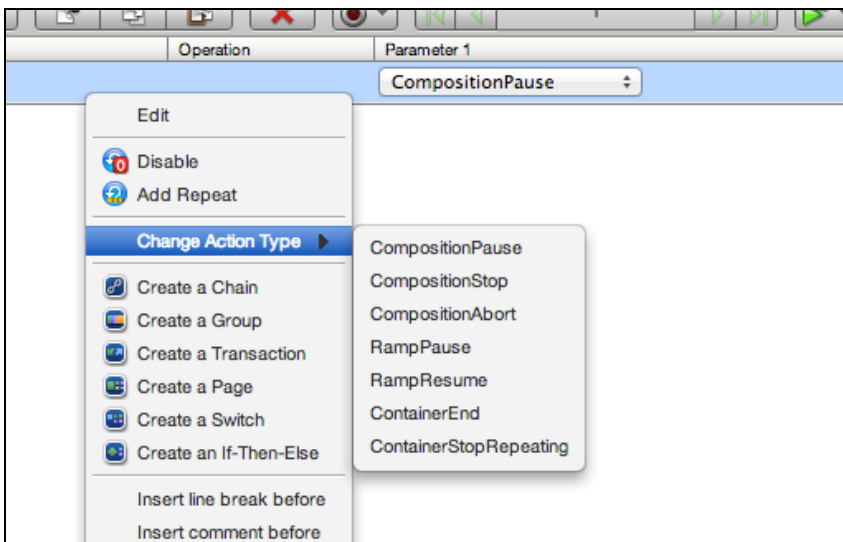 Operation Parameter 1
CompositionPause
Edit
Disable
Add Repeat
Change Action Type
CompositionPause
CompositionStop
CompositionAbort
RampPause
RampResume
ContainerEnd
ContainerStopRepeating
Create a Chain
Create a Group
Create a Transaction
Create a Page
Create a Switch
Create an If-Then-Else
Insert line break before
Insert comment before